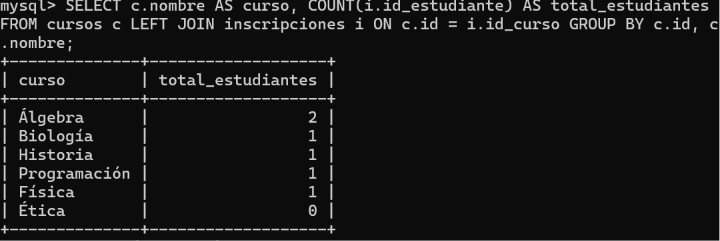 mysql> SELECT c.nombre AS curso, COUNT(i.id_estudiante) AS total_estudiantes
FROM cursos c LEFT JOIN inscripciones i ON c.id = i.id_curso GROUP BY c.id, c
.nombre;
+--------------+-------------------+
| curso        | total_estudiantes |
+--------------+-------------------+
| Álgebra      |                 2 |
| Biología     |                 1 |
| Historia     |                 1 |
| Programación |                 1 |
| Física       |                 1 |
| Ética        |                 0 |
+--------------+-------------------+